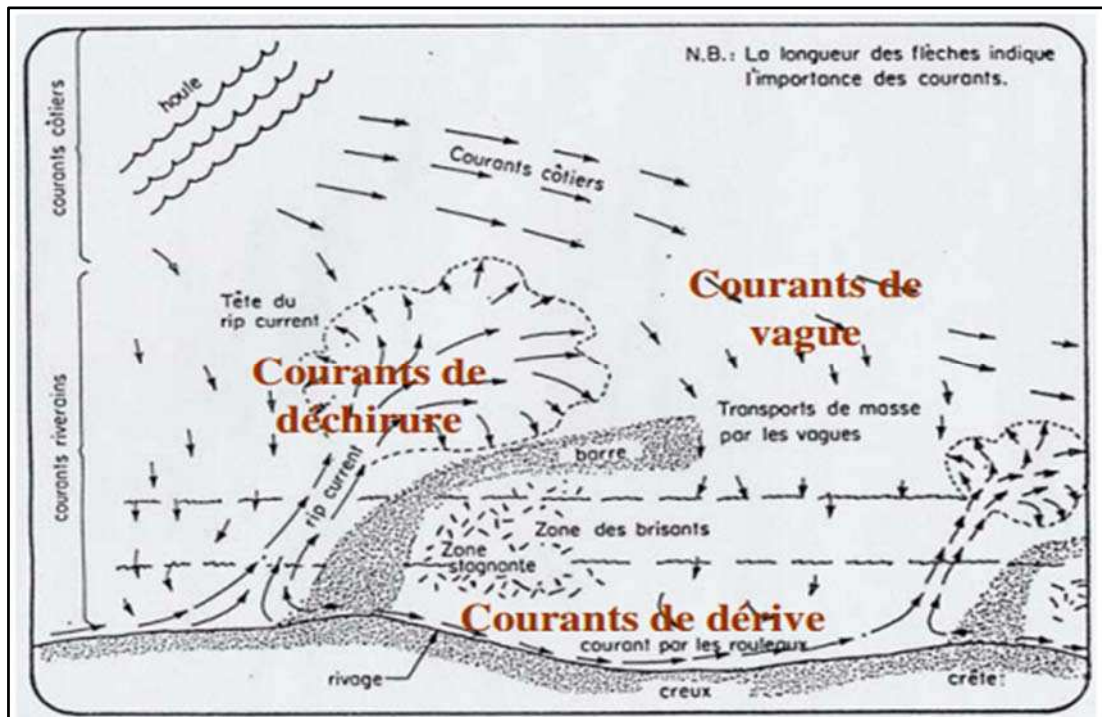 N.B.: La longueur des flèches indique
l'importance des courants.
houle
courants côtiers
Courants côtiers
Courants de
vague
Tête du
rip current
Courants de
déchirure
Transports de masse
par les vagues
courants riverains
barre
rip current
Zone des brisants
Zone
stagnante
Courants de dérive
courant par les rouleaux
rivage
creux
crête